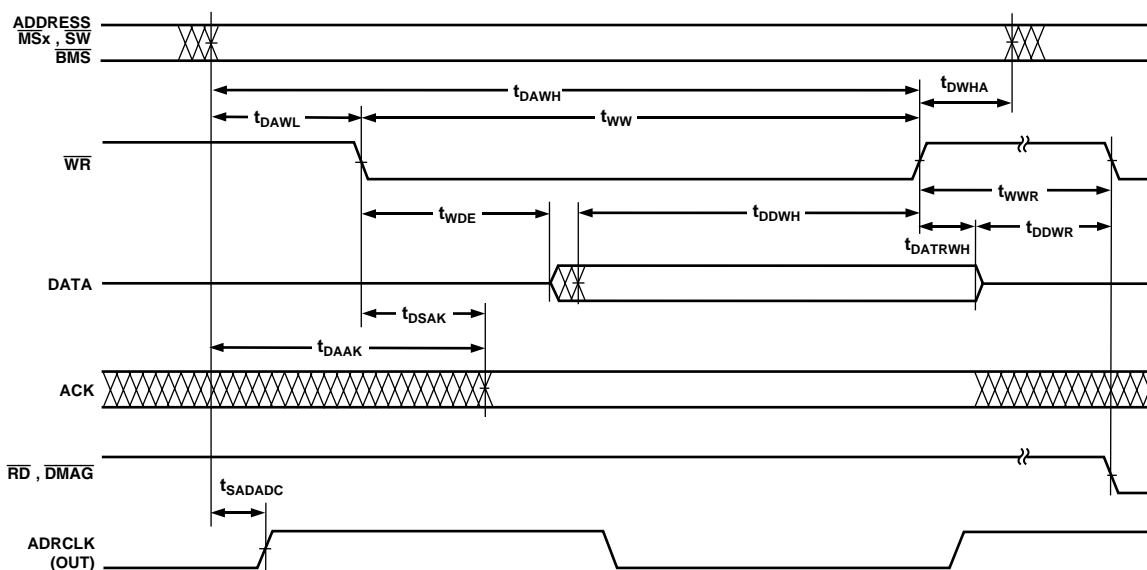 ADDRESS
MSx , SW
BMS
tDAWH
tDWHA
tDAWL
tWW
WR
tWWR
tWDE
tDDWH
tDATRWH
tDDWR
DATA
tDSAK
tDAAK
ACK
RD , DMAG
tSADADC
ADRCLK
(OUT)